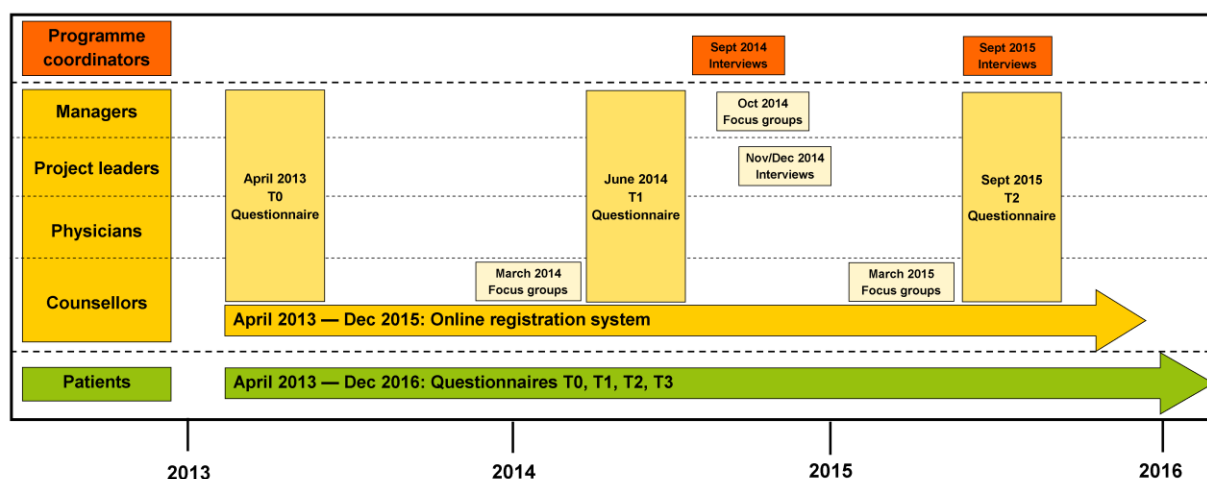 Programme
coordinators
Sept 2014
Interviews
Sept 2015
Interviews
Managers
Oct 2014
Focus groups
Project leaders
Nov/Dec 2014
Interviews
April 2013
T0
Questionnaire
June 2014
T1
Questionnaire
Sept 2015
T2
Questionnaire
Physicians
Counsellors
March 2014
Focus groups
March 2015
Focus groups
April 2013 — Dec 2015: Online registration system
Patients
April 2013 — Dec 2016: Questionnaires T0, T1, T2, T3
2013
2014
2015
2016